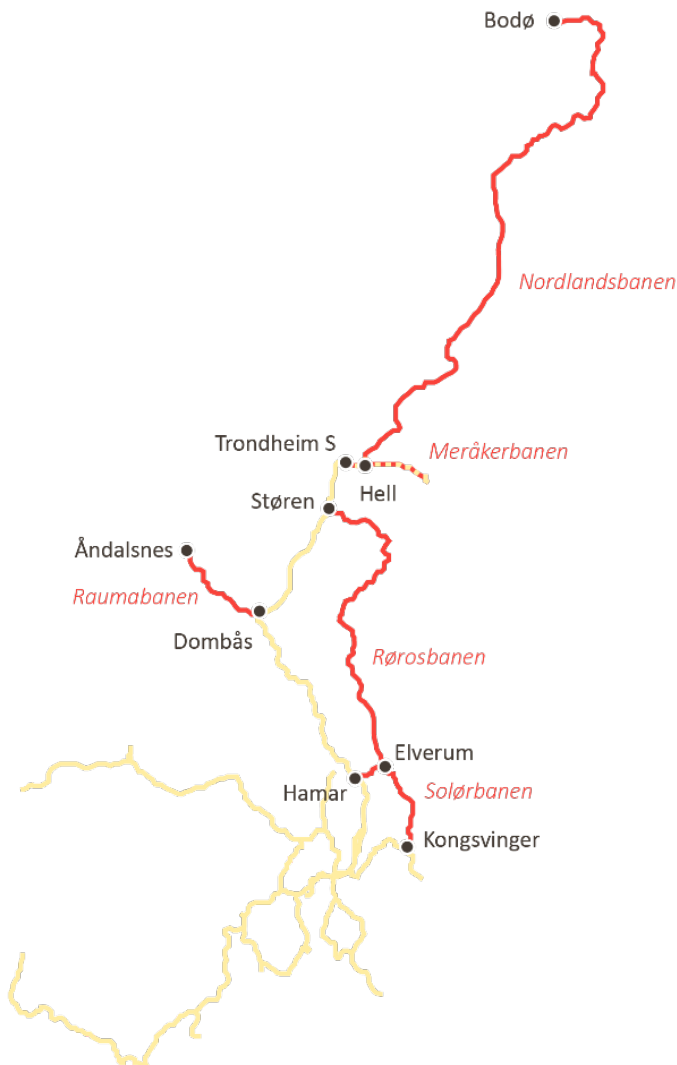 Bodø
Nordlandsbanen
Trondheim S
Meråkerbanen
Hell
Støren
Åndalsnes
Raumabanen
Dombås
Rørosbanen
Elverum
Hamar
Solørbanen
Kongsvinger